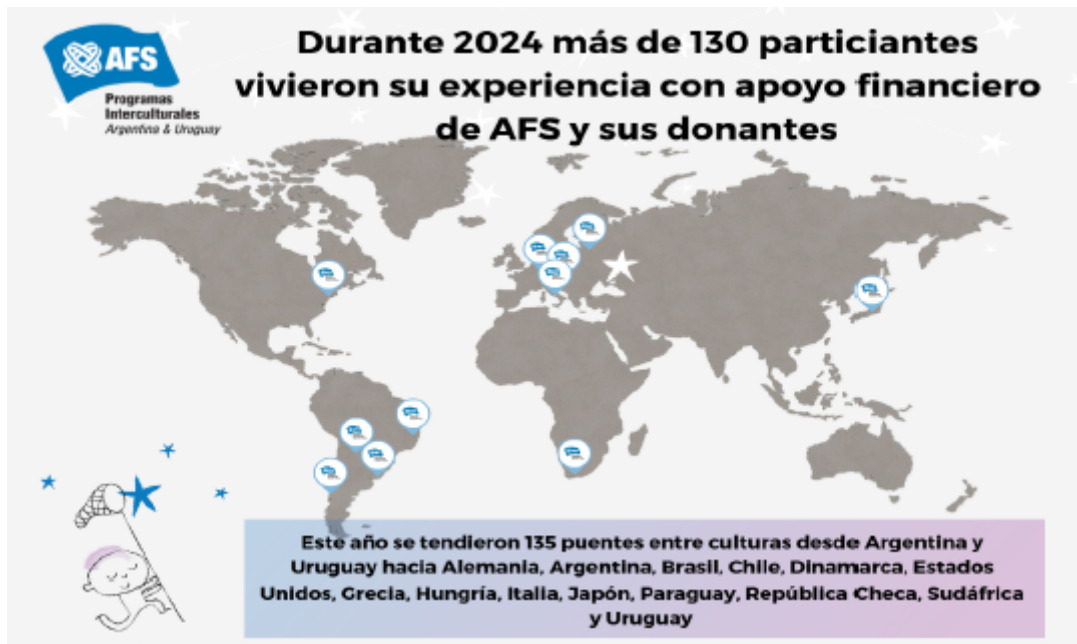 AFS
Programas
Interculturales
Argentina & Uruguay
Durante 2024 más de 130 particiantes
vivieron su experiencia con apoyo financiero
de AFS y sus donantes
Este año se tendieron 135 puentes entre culturas desde Argentina y
Uruguay hacia Alemania, Argentina, Brasil, Chile, Dinamarca, Estados
Unidos, Grecia, Hungría, Italia, Japón, Paraguay, República Checa, Sudáfrica
y Uruguay